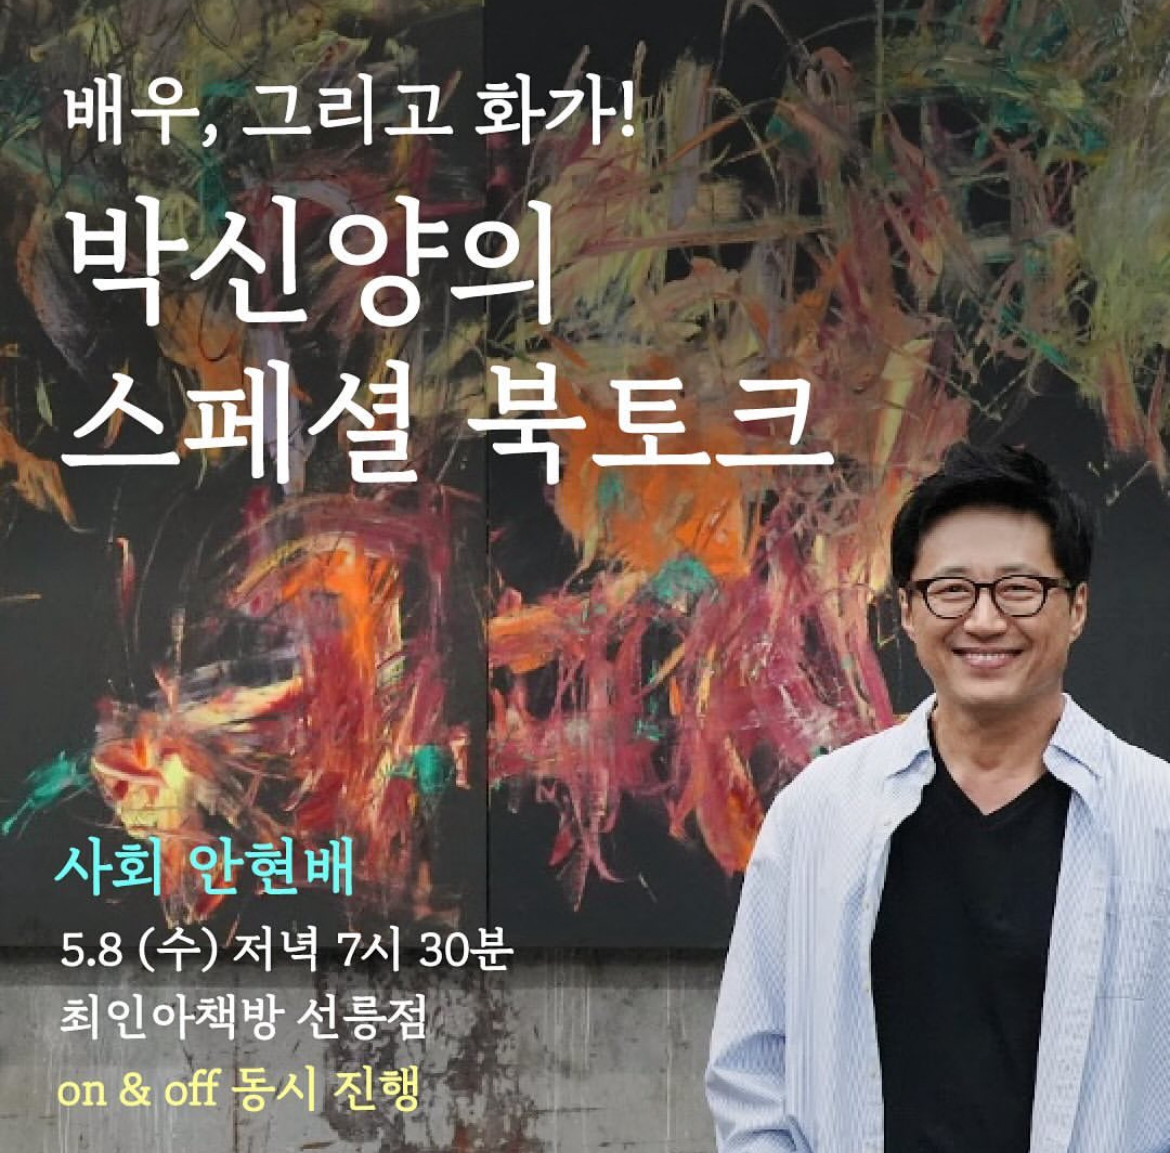 배우, 그리고 화가!
박신양의
스페셜 북토크
사회 안현배
5.8 (수) 저녁 7시 30분
최인아책방 선릉점
on & off 동시 진행